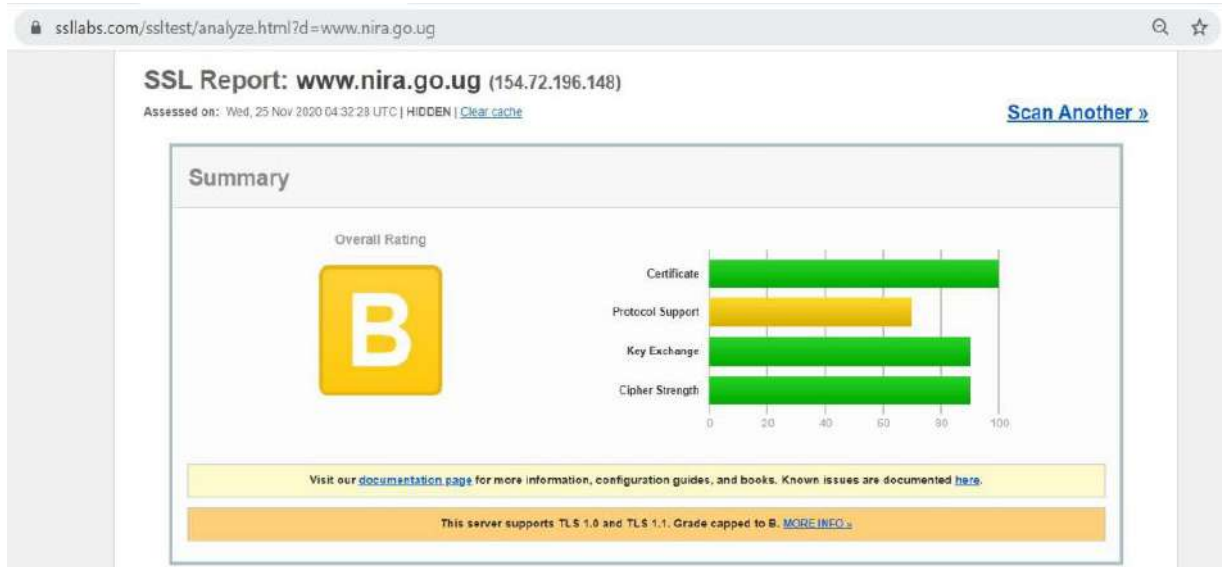 ssllabs.com/ssltest/analyze.html?d=www.nira.go.ug
SSL Report: www.nira.go.ug (154.72.196.148)
Assessed on: Wed, 25 Nov 2020 04:32:28 UTC | HIDDEN | Clear cache
Scan Another »
Summary
Overall Rating
B
Certificate
Protocol Support
Key Exchange
Cipher Strength
0 20 40 60 80 100
Visit our documentation page for more information, configuration guides, and books. Known issues are documented here.
This server supports TLS 1.0 and TLS 1.1. Grade capped to B. MORE INFO »